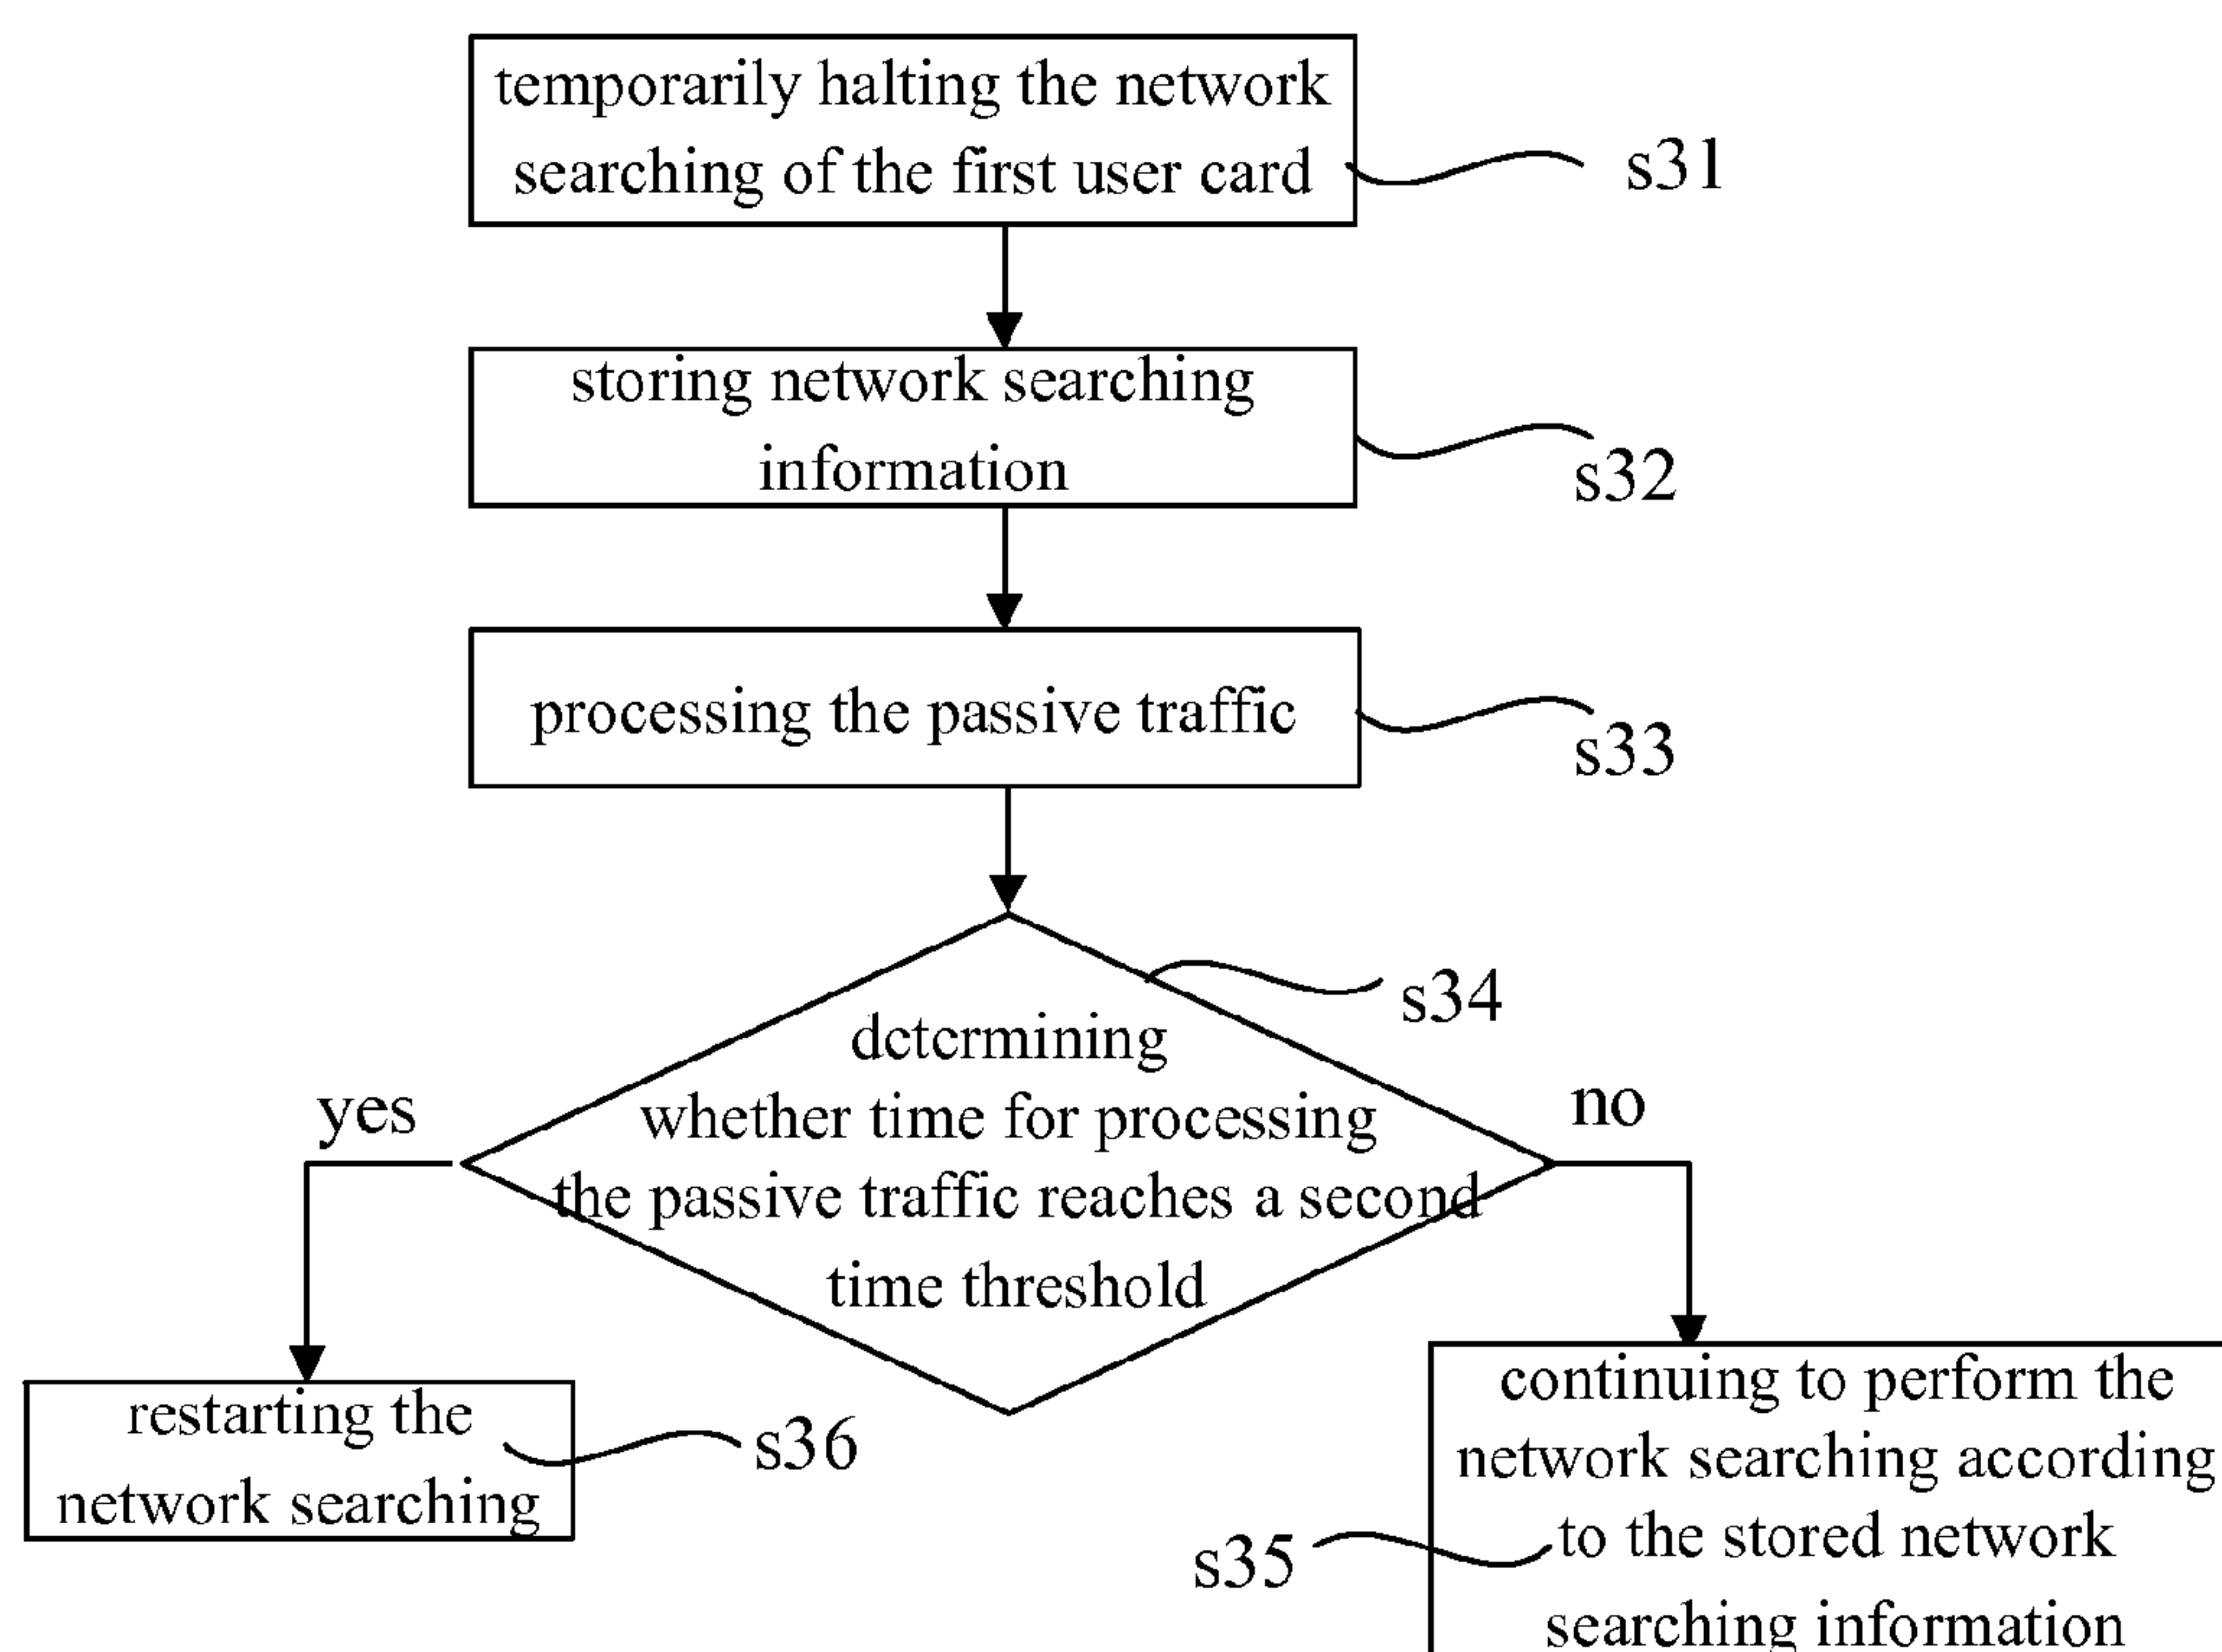 temporarily halting the network
searching of the first user card
s31
storing network searching
information
s32
processing the passive traffic
s33
s34
determining
whether time for processing
the passive traffic reaches a second
time threshold
yes
no
restarting the
network searching
s36
continuing to perform the
network searching according
to the stored network
searching information
s35